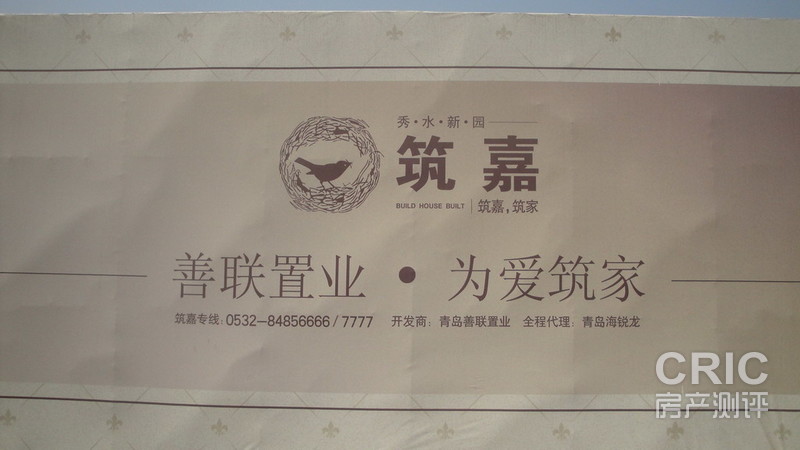 秀·水·新·园
筑嘉
BUILD HOUSE BUILT | 筑嘉,筑家
善联置业·为爱筑家
筑嘉专线:0532-84856666/7777 开发商:青岛善联置业 全程代理:青岛海锐龙
CRIC
房产测评